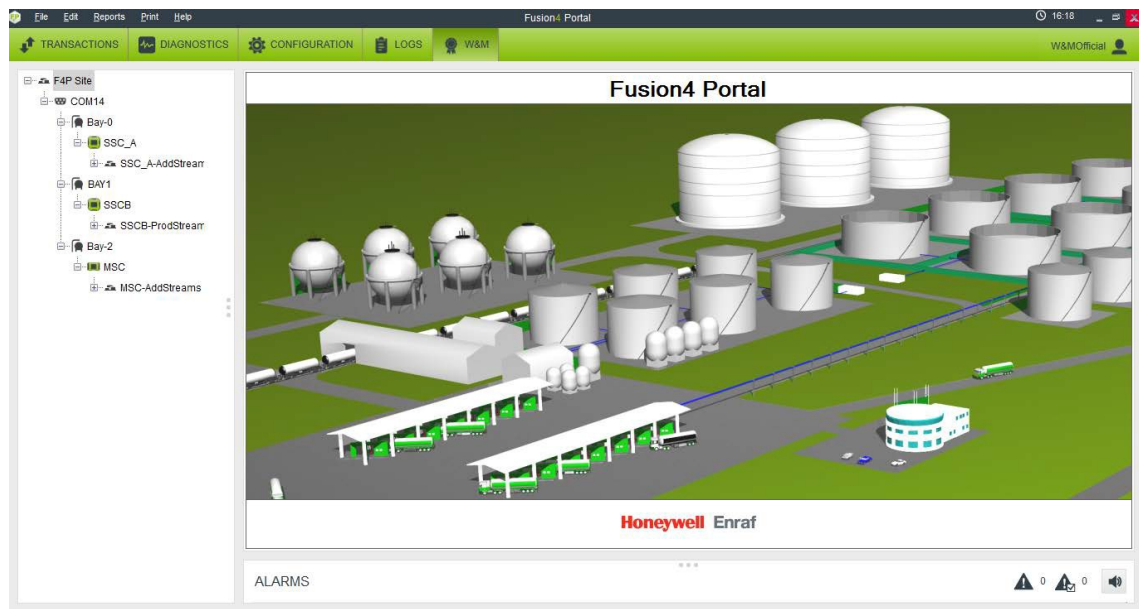 File Edit Reports Print Help Fusion4 Portal 16:18
TRANSACTIONS DIAGNOSTICS CONFIGURATION LOGS W&M W&MOfficial
F4P Site
COM14
Bay-0
SSC_A
SSC_A-AddStream
BAY1
SSCB
SSCB-ProdStream
Bay-2
MSC
MSC-AddStreams
Fusion4 Portal
Honeywell Enraf
ALARMS 0 0